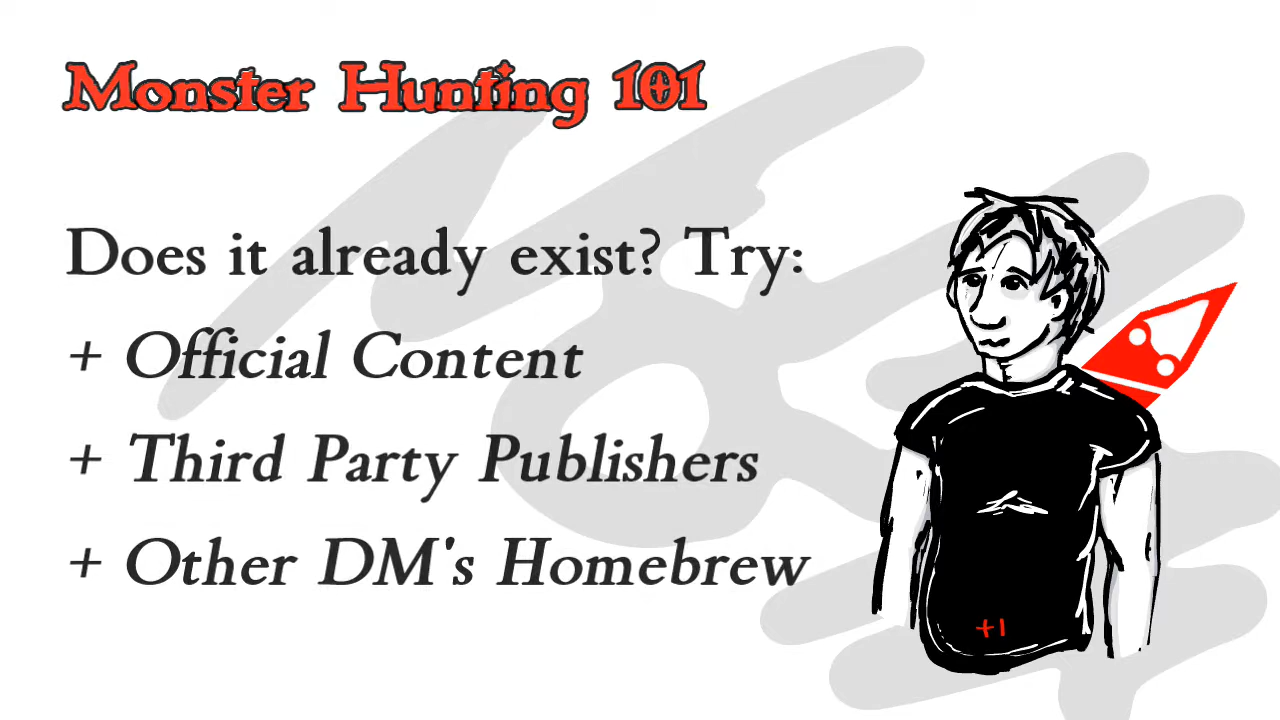 Monster Hunting 101
Does it already exist? Try:
+ Official Content
+ Third Party Publishers
+ Other DM's Homebrew
+1